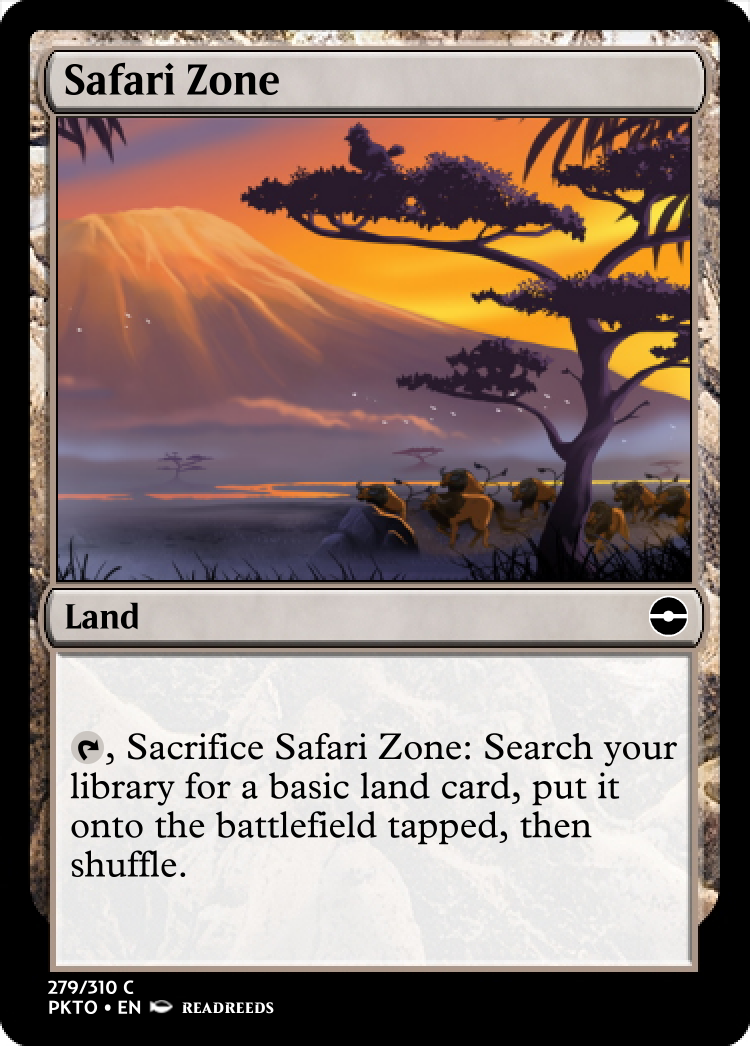 Safari Zone
Land
, Sacrifice Safari Zone: Search your
library for a basic land card, put it
onto the battlefield tapped, then
shuffle.
279/310 C
PKTO • EN READREEDS